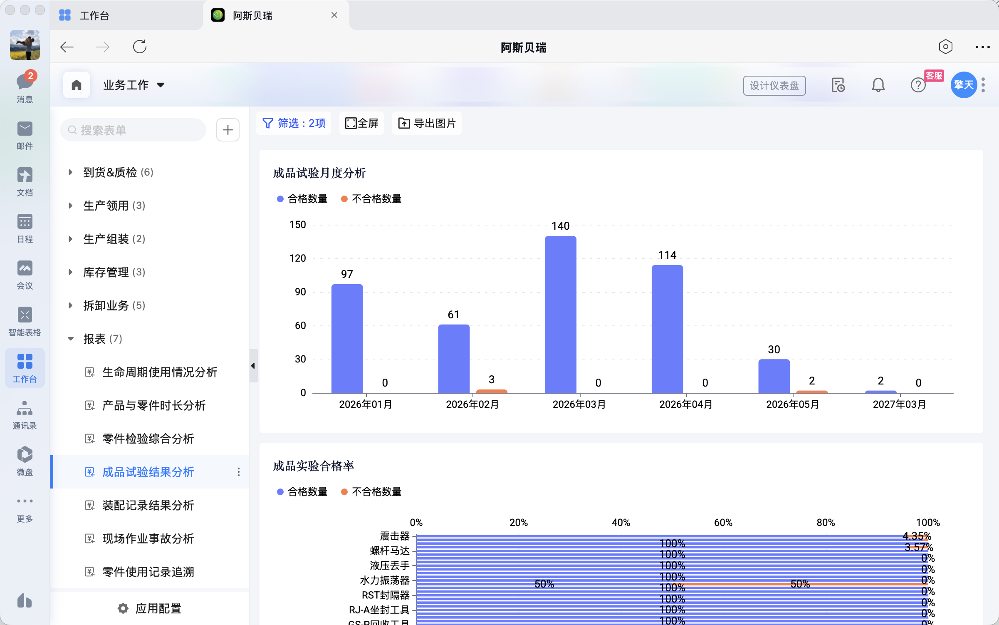 工作台
阿斯贝瑞
阿斯贝瑞
2
消息
邮件
文档
日程
会议
智能表格
工作台
通讯录
微盘
更多
业务工作
设计仪表盘
客服
擎天
搜索表单
到货&质检 (6)
生产领用 (3)
生产组装 (2)
库存管理 (3)
拆卸业务 (5)
报表 (7)
生命周期使用情况分析
产品与零件时长分析
零件检验综合分析
成品试验结果分析
装配记录结果分析
现场作业事故分析
零件使用记录追溯
应用配置
筛选：2项
全屏
导出图片
成品试验月度分析
合格数量 不合格数量
150
120
90
60
30
0
97
0
61
3
140
0
114
0
30
2
2
0
2026年01月 2026年02月 2026年03月 2026年04月 2026年05月 2027年03月
成品实验合格率
合格数量 不合格数量
0% 20% 40% 60% 80% 100%
震击器
螺杆马达
液压丢手
水力振荡器
RST封隔器
RJ-A坐封工具
GS-R回收工具
4.35%
100%
3.57%
100%
0%
100%
0%
100%
0%
50%
50%
100%
0%
100%
0%
100%
0%
100%
0%